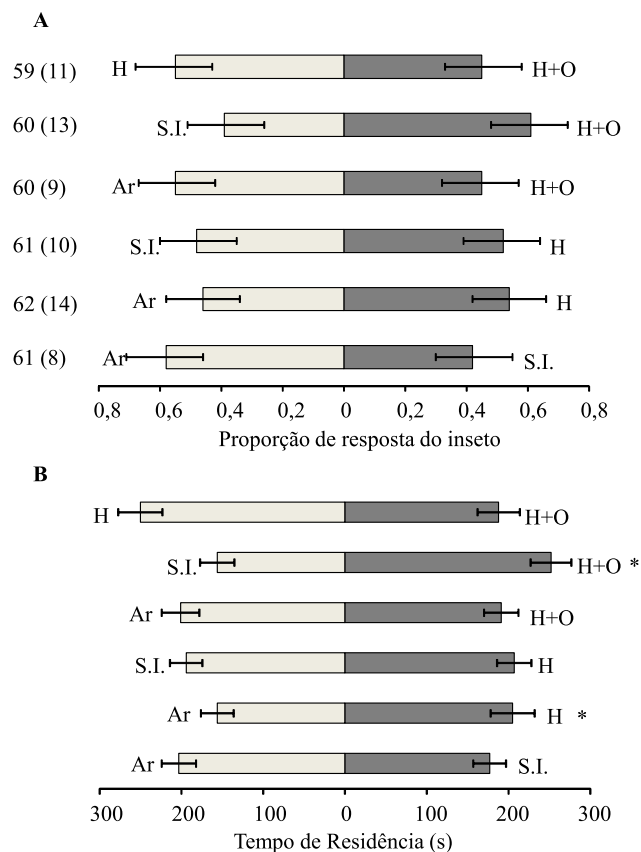 A
59 (11) H H+O
60 (13) S.I. H+O
60 (9) Ar H+O
61 (10) S.I. H
62 (14) Ar H
61 (8) Ar S.I.
0,8 0,6 0,4 0,2 0 0,2 0,4 0,6 0,8
Proporção de resposta do inseto
B
H H+O
S.I. H+O *
Ar H+O
S.I. H
Ar H *
Ar S.I.
300 200 100 0 100 200 300
Tempo de Residência (s)